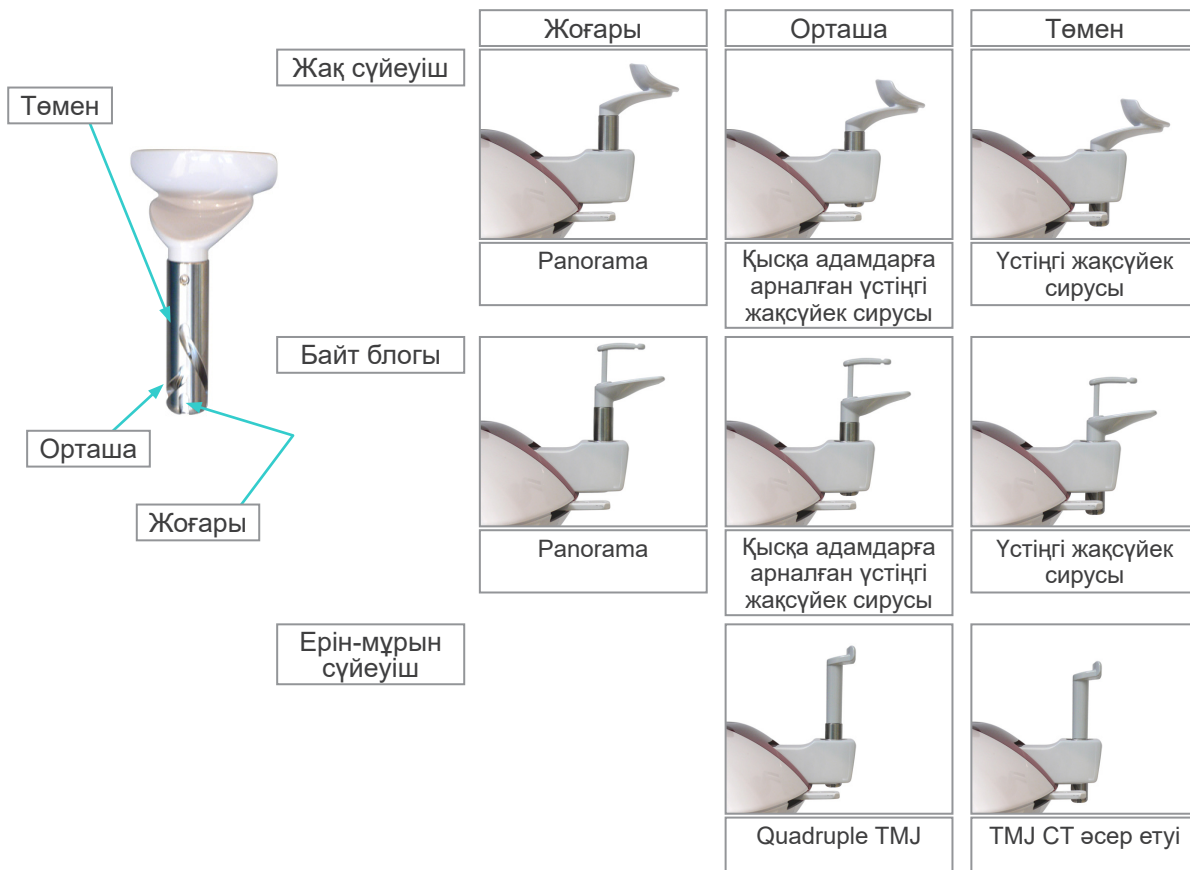 Жоғары
Орташа
Төмен
Жақ сүйеуіш
Төмен
Panorama
Қысқа адамдарға
арналған үстіңгі
жақсүйек сирусы
Үстіңгі жақсүйек
сирусы
Байт блогы
Орташа
Жоғары
Panorama
Қысқа адамдарға
арналған үстіңгі
жақсүйек сирусы
Үстіңгі жақсүйек
сирусы
Ерін-мұрын
сүйеуіш
Quadruple TMJ
TMJ CT әсер етуі